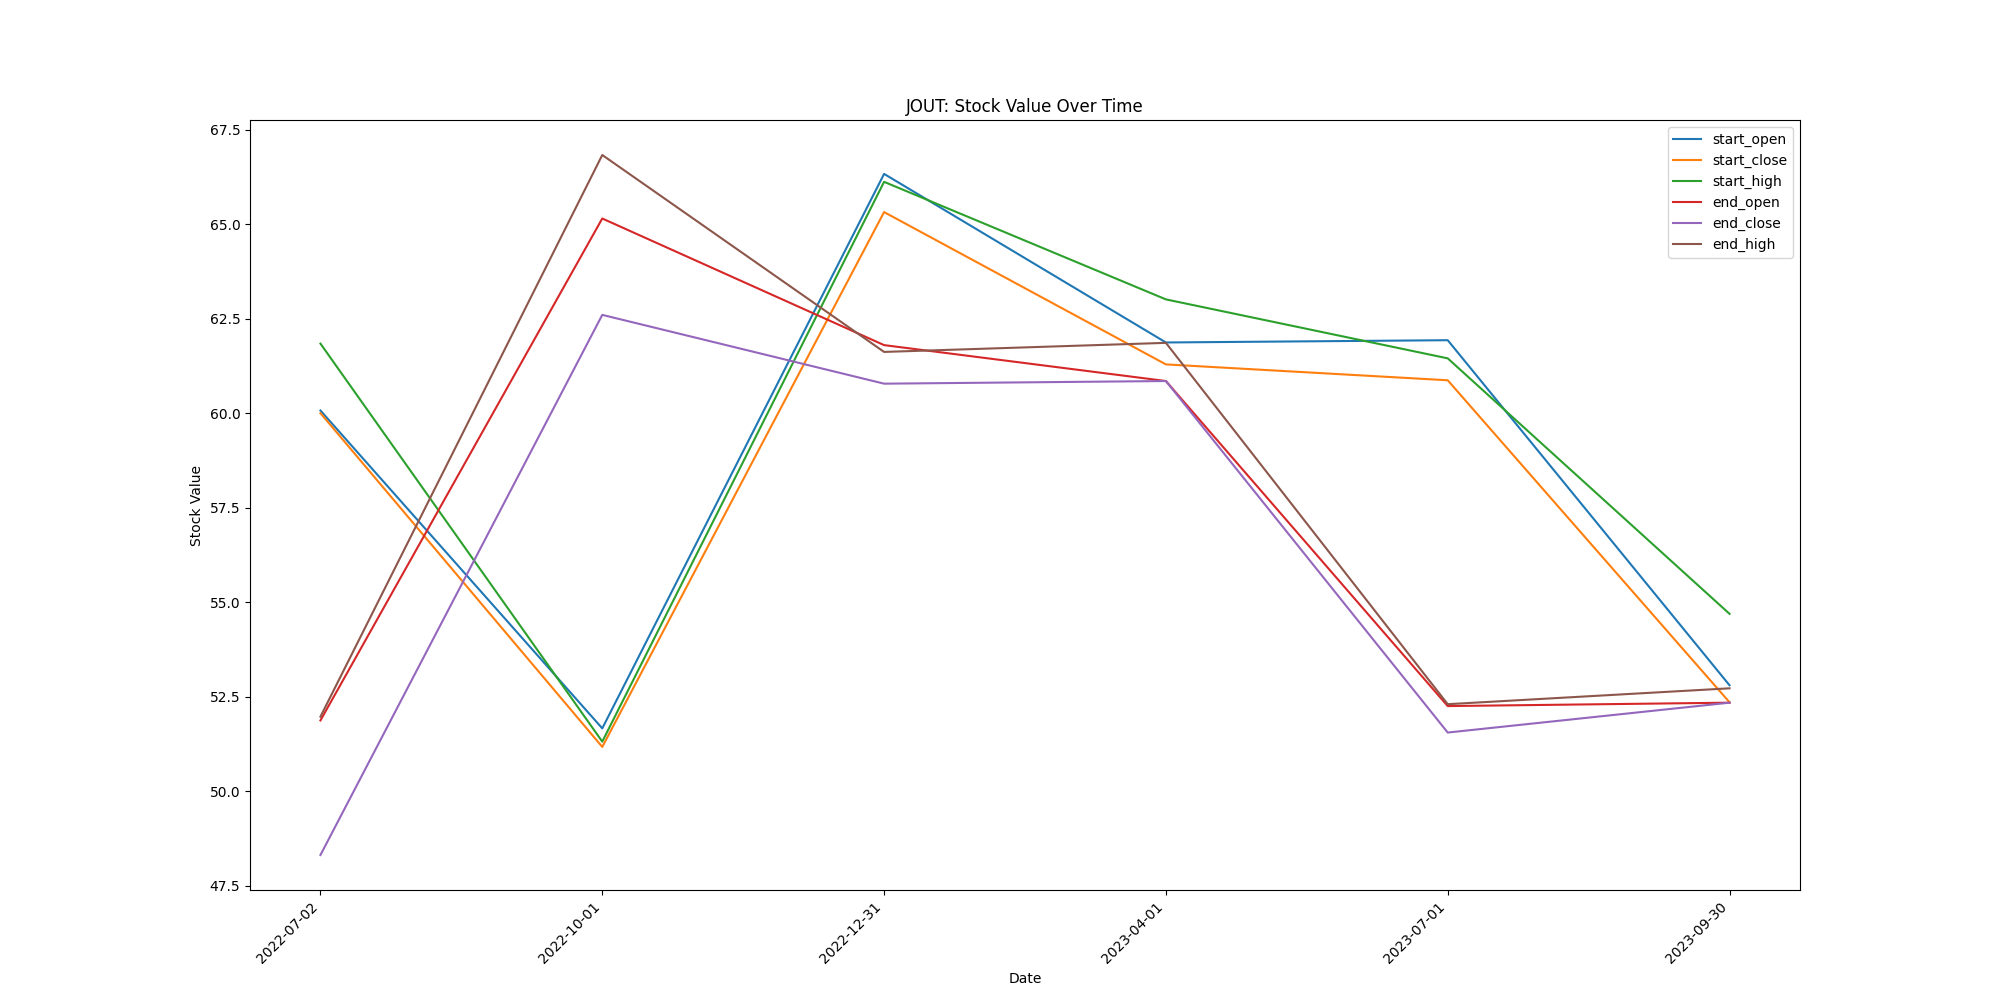 JOUT: Stock Value Over Time
67.5
65.0
62.5
60.0
57.5
55.0
52.5
50.0
47.5
Stock Value
start_open
start_close
start_high
end_open
end_close
end_high
2022-07-02
2022-10-01
2022-12-31
2023-04-01
2023-07-01
2023-09-30
Date